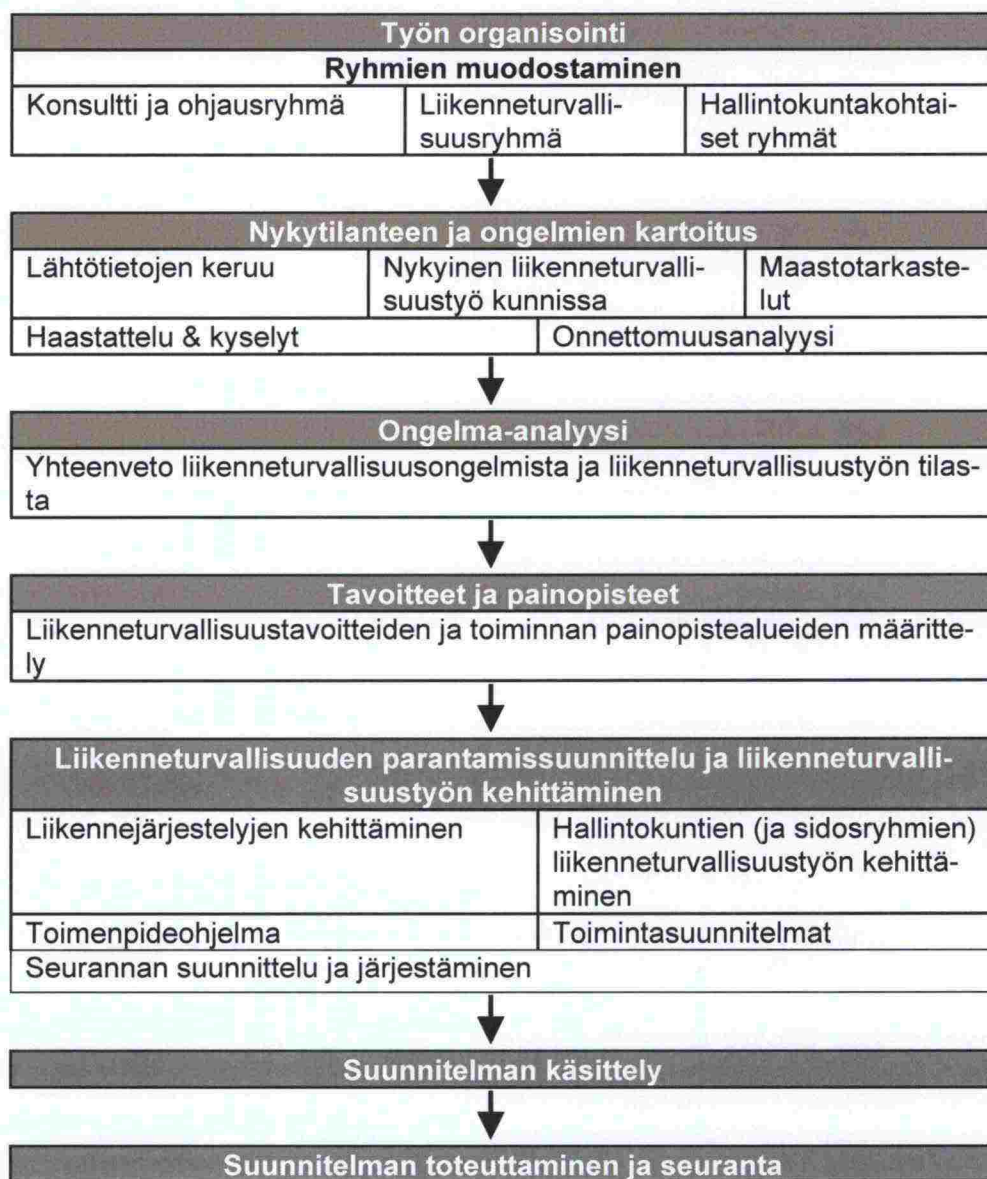 Työn organisointi
Ryhmien muodostaminen
Konsultti ja ohjausryhmä
Liikenneturvalli-
suusryhmä
Hallintokuntakohtai-
set ryhmät
Nykytilanteen ja ongelmien kartoitus
Lähtötietojen keruu
Nykyinen liikenneturvalli-
suustyö kunnissa
Maastotarkaste-
lut
Haastattelu & kyselyt
Onnettomuusanalyysi
Ongelma-analyysi
Yhteenveto liikenneturvallisuusongelmista ja liikenneturvallisuustyön tilas-
ta
Tavoitteet ja painopisteet
Liikenneturvallisuustavoitteiden ja toiminnan painopistealueiden määritte-
ly
Liikenneturvallisuuden parantamissuunnittelu ja liikenneturvalli-
suustyön kehittäminen
Liikennejärjestelyjen kehittäminen
Hallintokuntien (ja sidosryhmien)
liikenneturvallisuustyön kehittä-
minen
Toimenpideohjelma
Toimintasuunnitelmat
Seurannan suunnittelu ja järjestäminen
Suunnitelman käsittely
Suunnitelman toteuttaminen ja seuranta